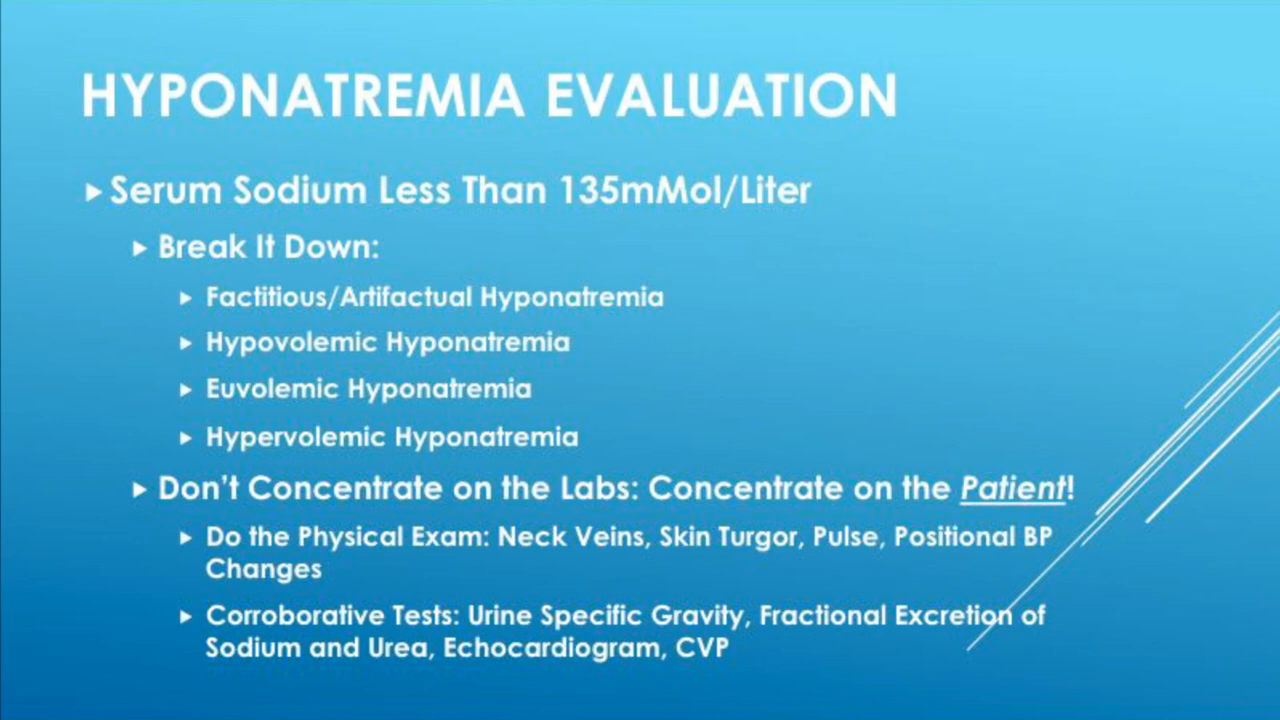 HYPONATREMIA EVALUATION
Serum Sodium Less Than 135mMol/Liter
Break It Down:
Factitious/Artifactual Hyponatremia
Hypovolemic Hyponatremia
Euvolemic Hyponatremia
Hypervolemic Hyponatremia
Don't Concentrate on the Labs: Concentrate on the Patient!
Do the Physical Exam: Neck Veins, Skin Turgor, Pulse, Positional BP
Changes
Corroborative Tests: Urine Specific Gravity, Fractional Excretion of
Sodium and Urea, Echocardiogram, CVP